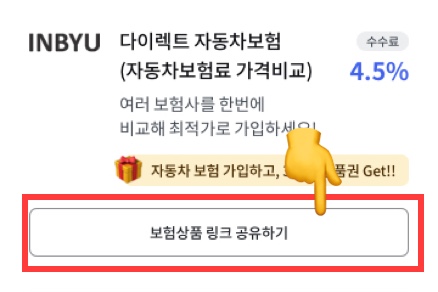 INBYU
다이렉트 자동차보험
수수료
(자동차보험료 가격비교)
4.5%
여러 보험사를 한번에
비교해 최적가로 가입하세요!
자동차 보험 가입하고, Get!!
보험상품 링크 공유하기